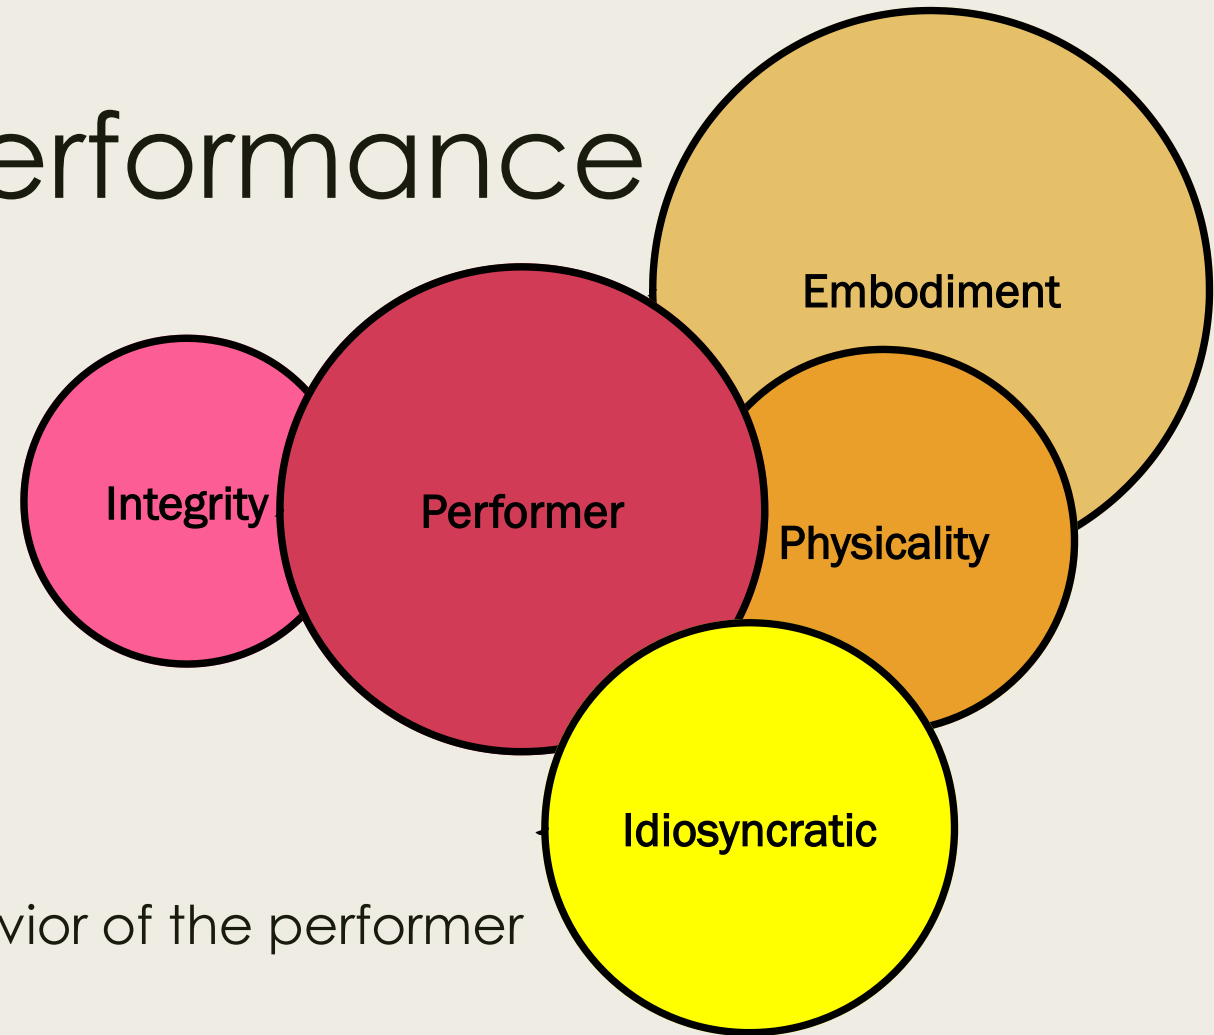 erformance
Embodiment
Integrity
Performer
Physicality
Idiosyncratic
vior of the performer